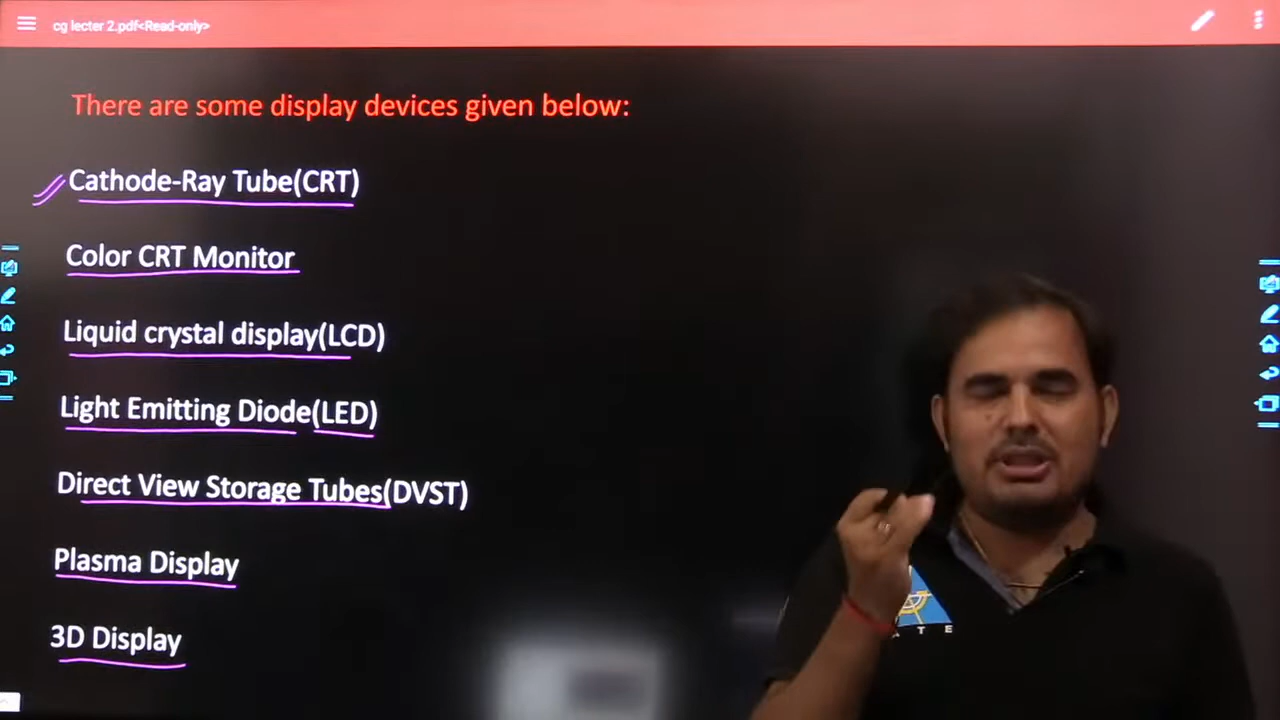 cg lecter 2.pdf<Read-only>
There are some display devices given below:
Cathode-Ray Tube(CRT)
Color CRT Monitor
Liquid crystal display(LCD)
Light Emitting Diode(LED)
Direct View Storage Tubes(DVST)
Plasma Display
3D Display
ATE